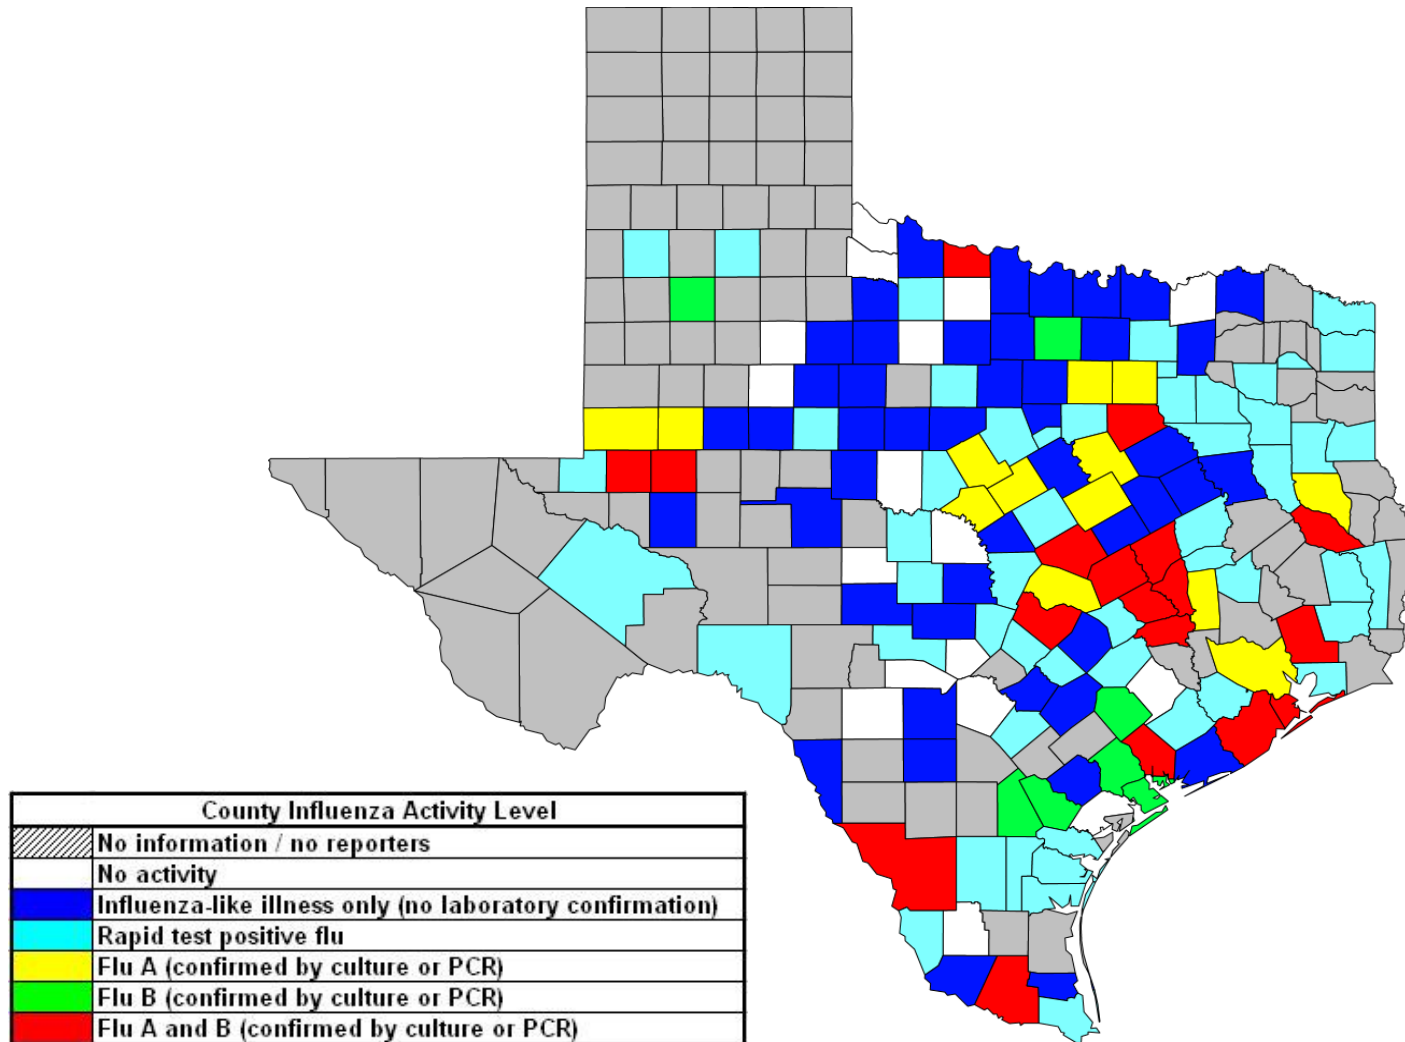 County Influenza Activity Level
No information / no reporters
No activity
Influenza-like illness only (no laboratory confirmation)
Rapid test positive flu
Flu A (confirmed by culture or PCR)
Flu B (confirmed by culture or PCR)
Flu A and B (confirmed by culture or PCR)